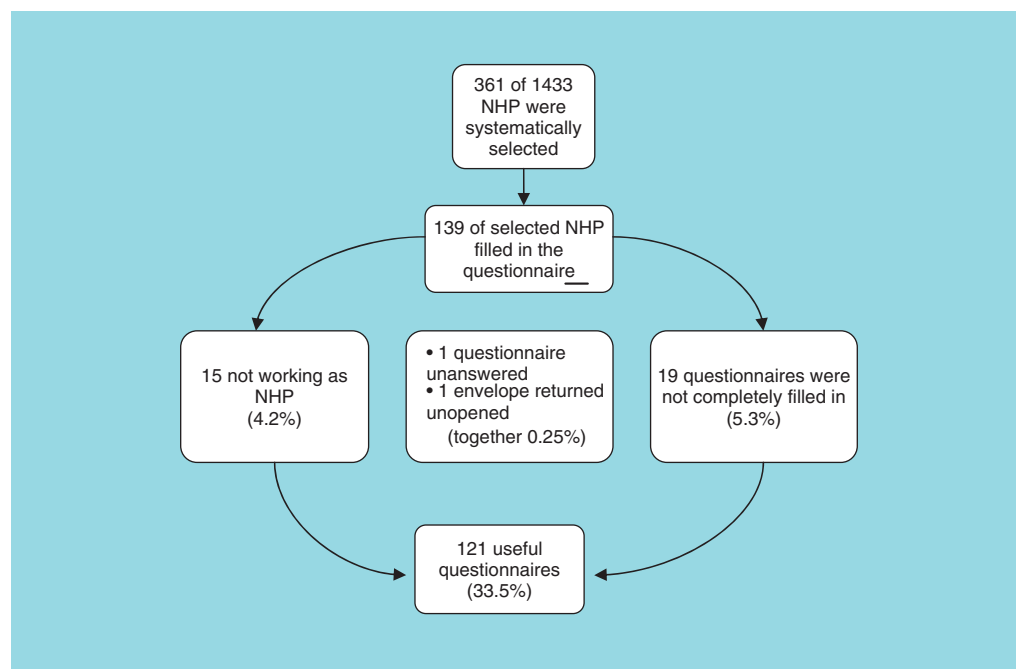 361 of 1433
NHP were
systematically
selected
139 of selected NHP
filled in the
questionnaire
15 not working as
NHP
(4.2%)
• 1 questionnaire
unanswered
• 1 envelope returned
unopened
(together 0.25%)
19 questionnaires were
not completely filled in
(5.3%)
121 useful
questionnaires
(33.5%)